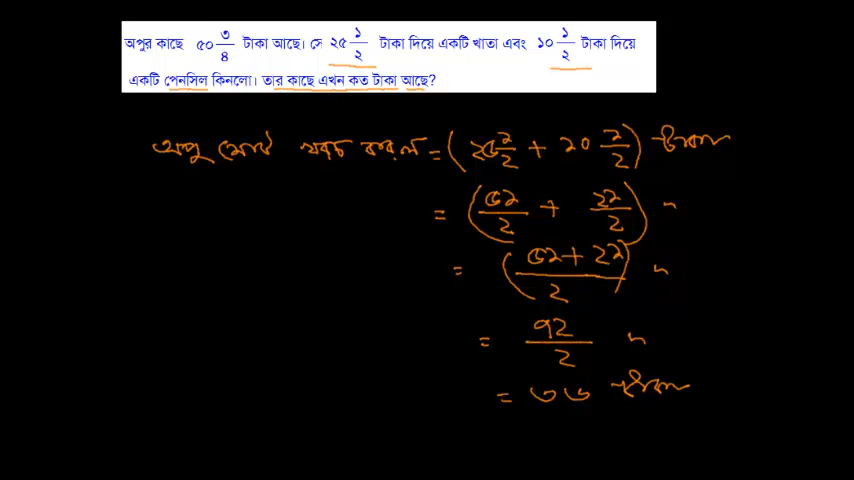 অপুর কাছে ৫০ ৩/৪ টাকা আছে। সে ২৫ ১/২ টাকা দিয়ে একটি খাতা এবং ১০ ১/২ টাকা দিয়ে
একটি পেনসিল কিনলো। তার কাছে এখন কত টাকা আছে?
অপু মোট খরচ করল = (২৫ ১/২ + ১০ ১/২) টাকা
= (৫১/২ + ২১/২) "
= (৫১ + ২১)/২ "
= ৭২/২ "
= ৩৬ টাকা